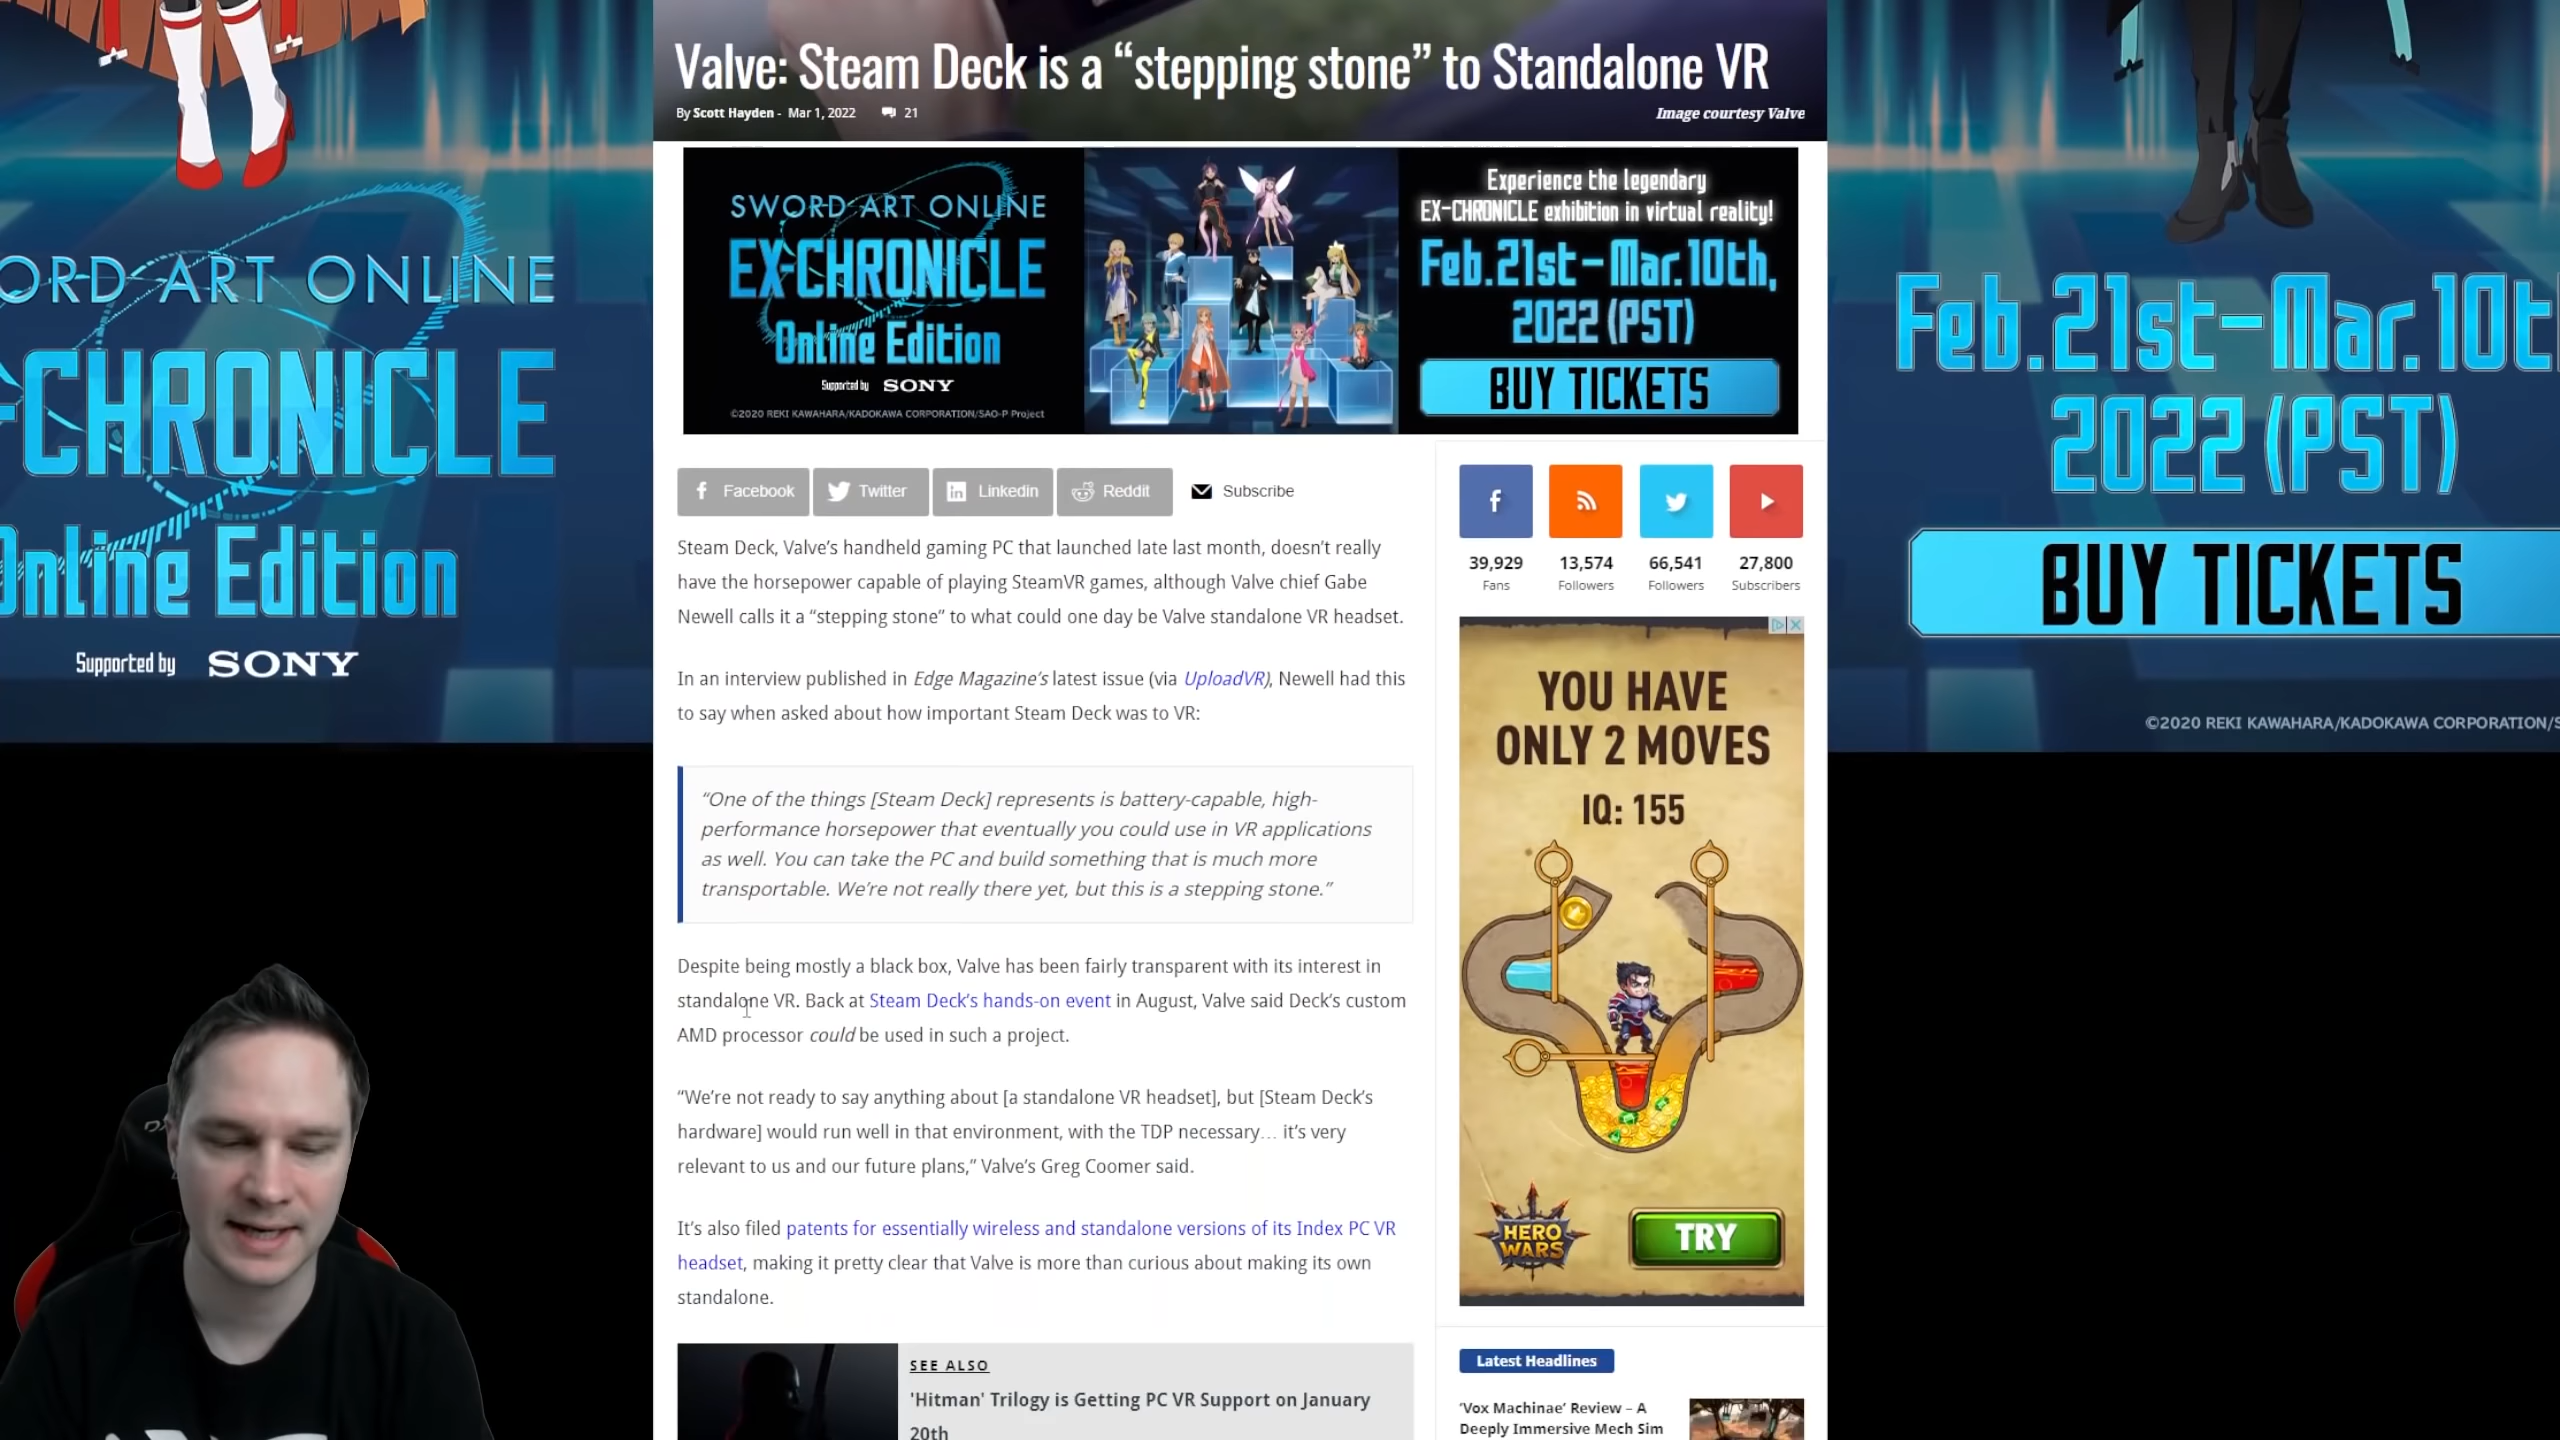 Valve: Steam Deck is a “stepping stone” to Standalone VR
By Scott Hayden - Mar 1, 2022 21
Image courtesy Valve
SWORD ART ONLINE
EX-CHRONICLE
Online Edition
Supported by SONY
©2020 REKI KAWAHARA/KADOKAWA CORPORATION/SAO-P Project
Experience the legendary
EX-CHRONICLE exhibition in virtual reality!
Feb.21st–Mar.10th,
2022 (PST)
BUY TICKETS
ORD ART ONLINE
-CHRONICLE
Online Edition
Supported by SONY
Feb.21st–Mar.10t
2022 (PST)
BUY TICKETS
©2020 REKI KAWAHARA/KADOKAWA CORPORATION/S
Facebook
Twitter
Linkedin
Reddit
Subscribe
Steam Deck, Valve’s handheld gaming PC that launched late last month, doesn’t really
have the horsepower capable of playing SteamVR games, although Valve chief Gabe
Newell calls it a “stepping stone” to what could one day be Valve standalone VR headset.
In an interview published in Edge Magazine’s latest issue (via UploadVR), Newell had this
to say when asked about how important Steam Deck was to VR:
“One of the things [Steam Deck] represents is battery-capable, high-
performance horsepower that eventually you could use in VR applications
as well. You can take the PC and build something that is much more
transportable. We’re not really there yet, but this is a stepping stone.”
Despite being mostly a black box, Valve has been fairly transparent with its interest in
standalone VR. Back at Steam Deck’s hands-on event in August, Valve said Deck’s custom
AMD processor could be used in such a project.
“We’re not ready to say anything about [a standalone VR headset], but [Steam Deck’s
hardware] would run well in that environment, with the TDP necessary… it’s very
relevant to us and our future plans,” Valve’s Greg Coomer said.
It’s also filed patents for essentially wireless and standalone versions of its Index PC VR
headset, making it pretty clear that Valve is more than curious about making its own
standalone.
SEE ALSO
'Hitman' Trilogy is Getting PC VR Support on January
20th
39,929
Fans
13,574
Followers
66,541
Followers
27,800
Subscribers
YOU HAVE
ONLY 2 MOVES
IQ: 155
HERO
WARS
TRY
Latest Headlines
‘Vox Machinae’ Review – A
Deeply Immersive Mech Sim